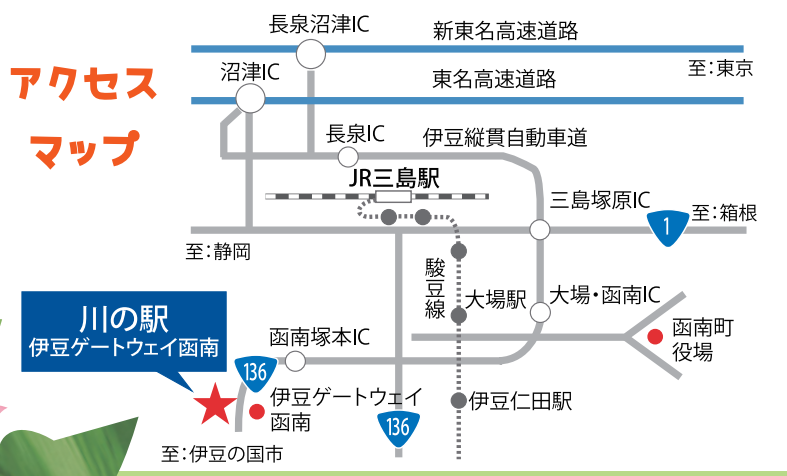 アクセス
マップ
長泉沼津IC
新東名高速道路
至:東京
沼津IC
東名高速道路
長泉IC
伊豆縦貫自動車道
JR三島駅
三島塚原IC
1
至:箱根
至:静岡
駿豆線
大場駅
大場・函南IC
川の駅
伊豆ゲートウェイ函南
函南塚本IC
函南町
役場
136
伊豆ゲートウェイ
函南
136
伊豆仁田駅
至:伊豆の国市